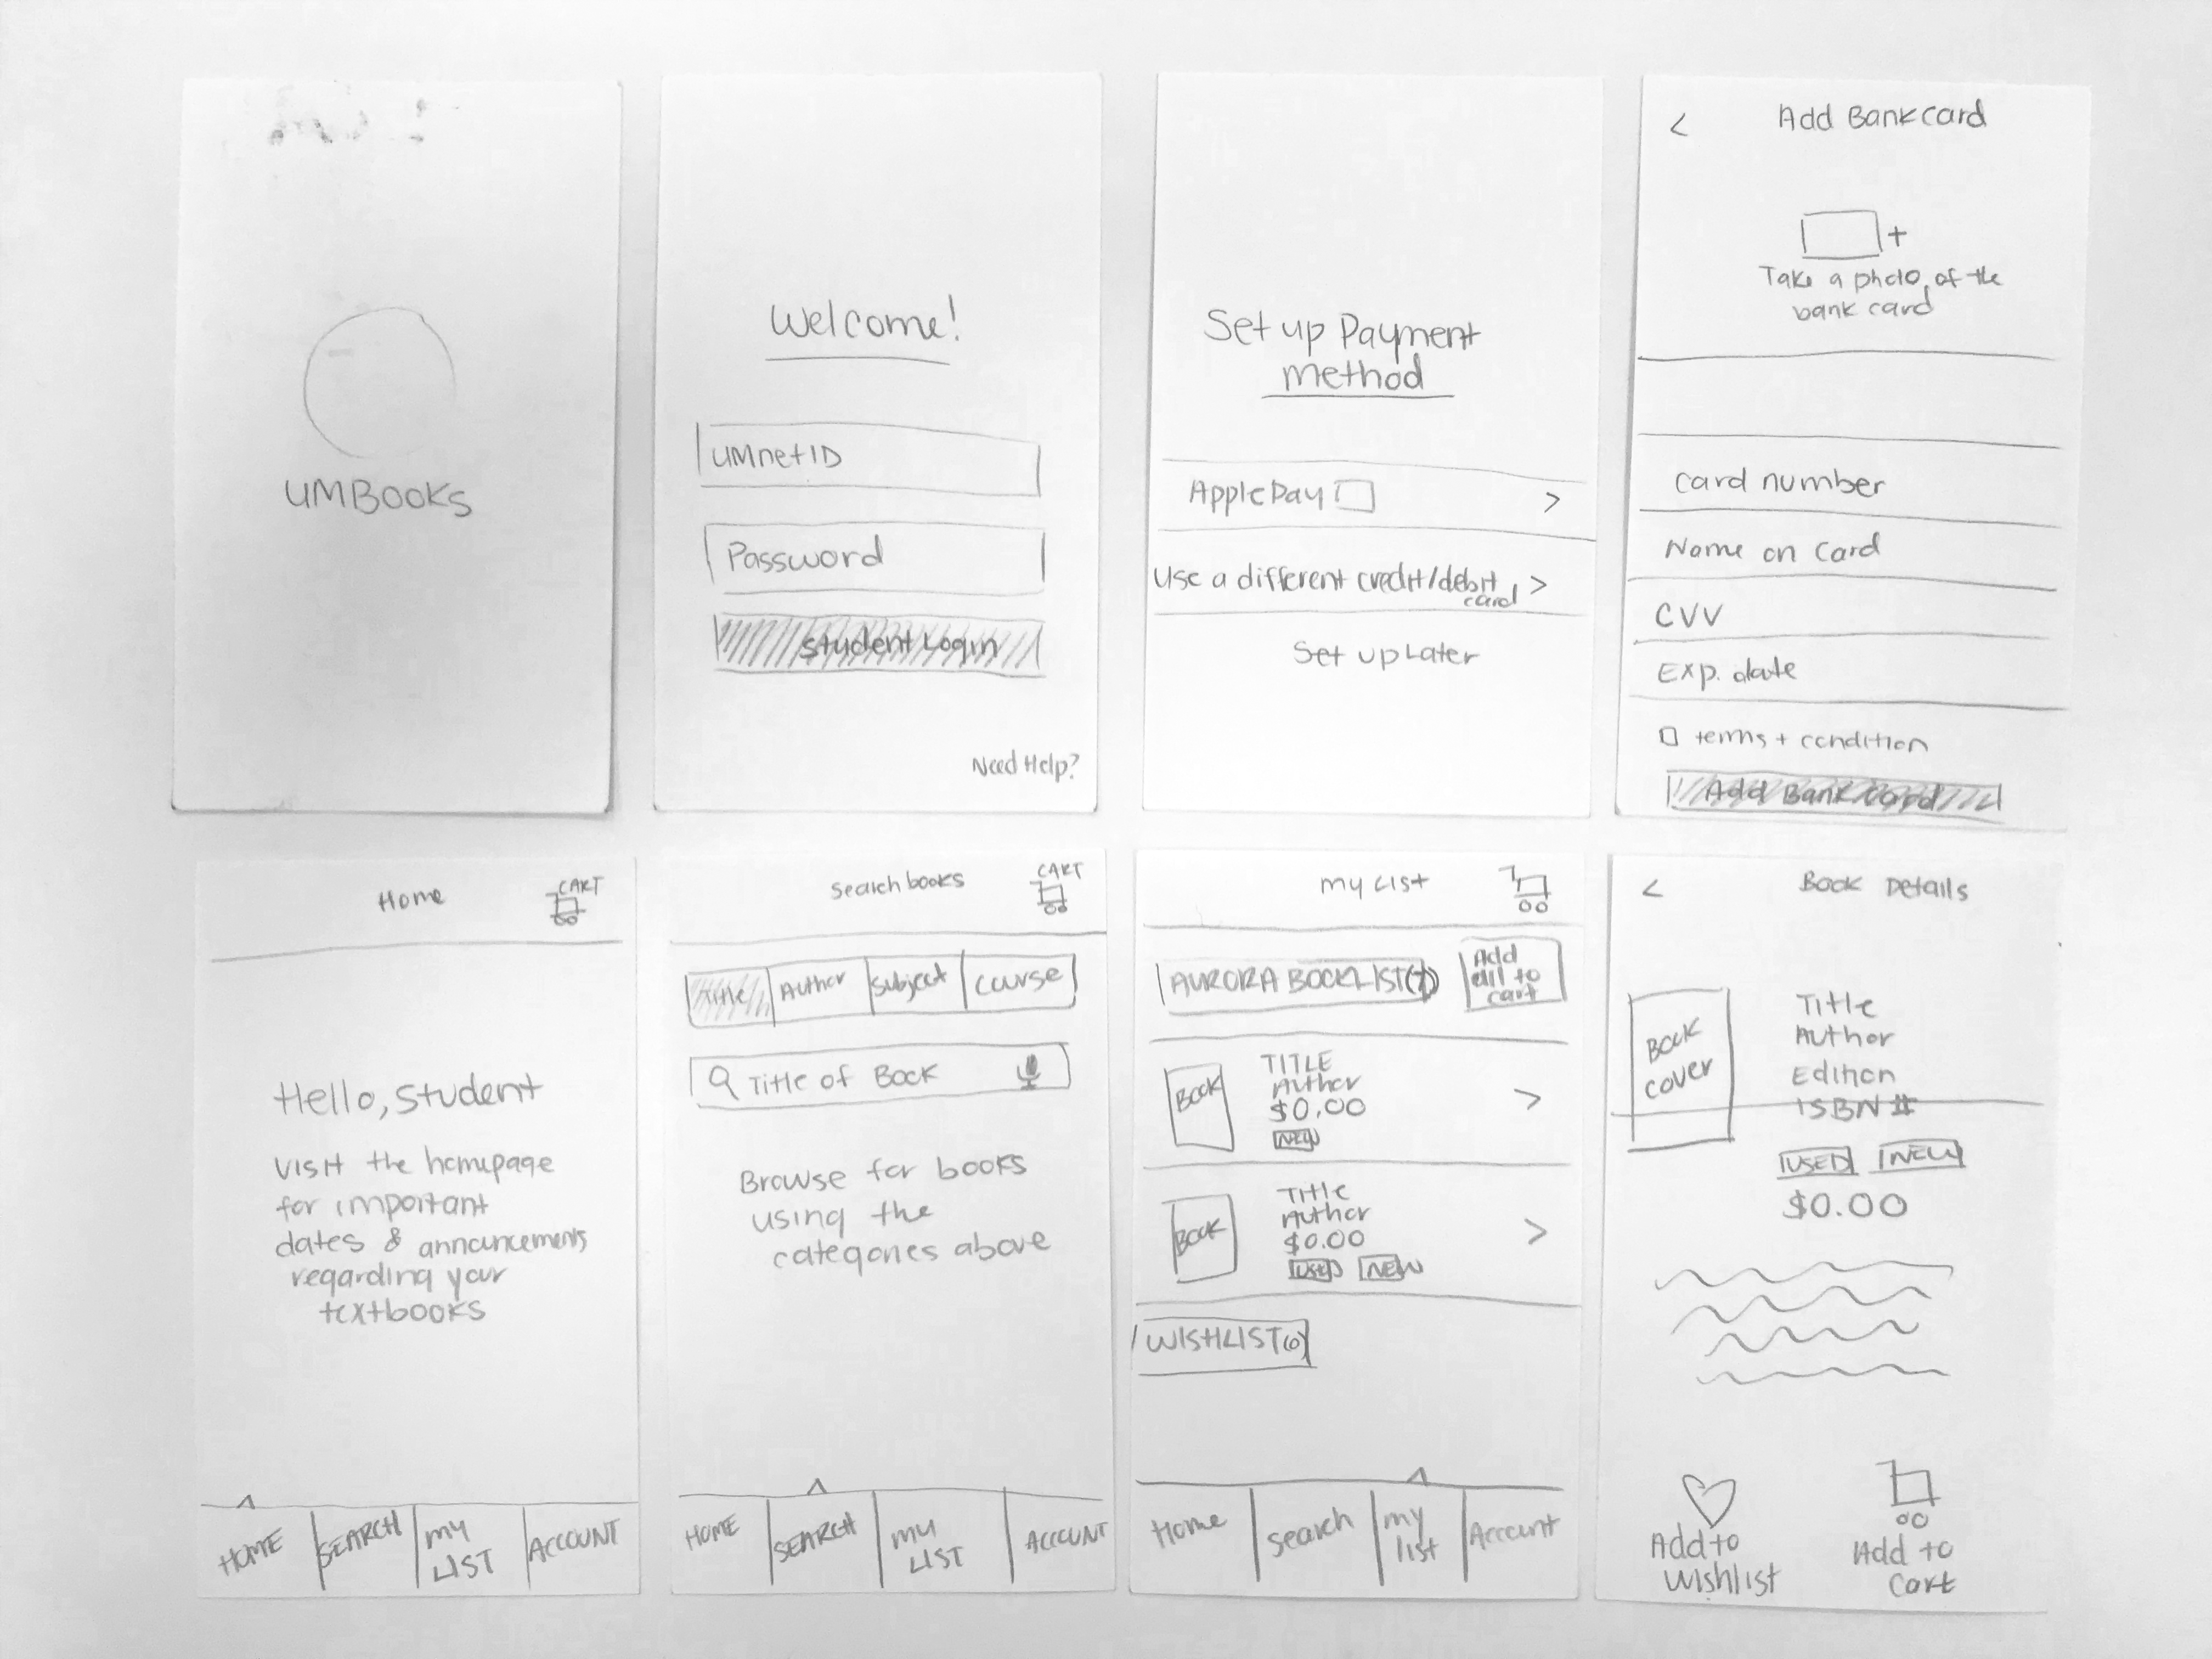 UMBOOKS
Welcome!
UMnetID
Password
Student Login
Need Help?
Set up Payment
method
Apple Pay
>
use a different credit/debit
card >
Set up Later
< Add Bankcard
+
Take a photo of the
bank card
card number
Name on Card
CVV
Exp. date
terms + condition
Add Bank Card
Home
CART
Hello, Student
Visit the homepage
for important
dates & announcements
regarding your
textbooks
HOME
SEARCH
MY
LIST
ACCOUNT
Search books
CART
Title
Author
Subject
Course
Title of Book
Browse for books
using the
categories above
HOME
SEARCH
MY
LIST
ACCOUNT
My List
AURORA BOOKLIST(7)
Add
all to
cart
BOOK
TITLE
Author
$0.00
NEW
>
BOOK
Title
Author
$0.00
USED
NEW
>
WISHLIST(0)
Home
search
my
list
Account
< Book Details
BOOK
COVER
Title
Author
Edition
ISBN #
USED
NEW
$0.00
Add to
Wishlist
Add to
Cart